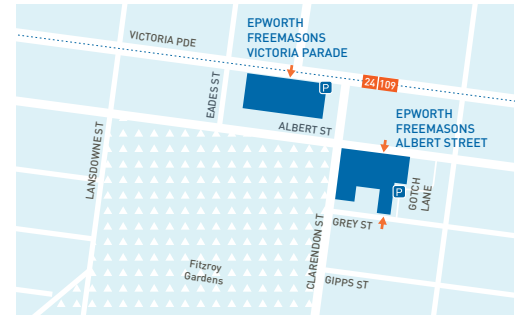 EPWORTH
FREEMASONS
VICTORIA PARADE
VICTORIA PDE
EADES ST
P
24 109
ALBERT ST
EPWORTH
FREEMASONS
ALBERT STREET
LANSDOWNE ST
P
GOTCH
LANE
GREY ST
CLARENDON ST
Fitzroy
Gardens
GIPPS ST